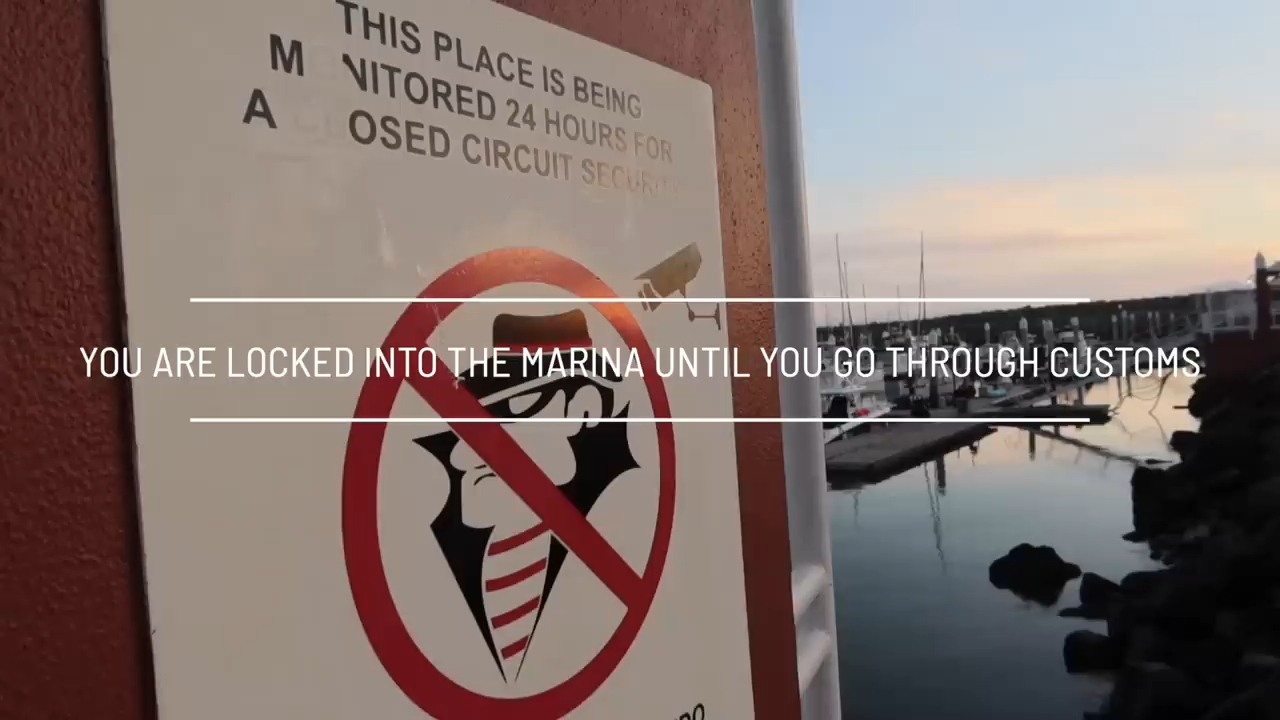 THIS PLACE IS BEING
M NITORED 24 HOURS FOR
A OSED CIRCUIT SECURIT
YOU ARE LOCKED INTO THE MARINA UNTIL YOU GO THROUGH CUSTOMS